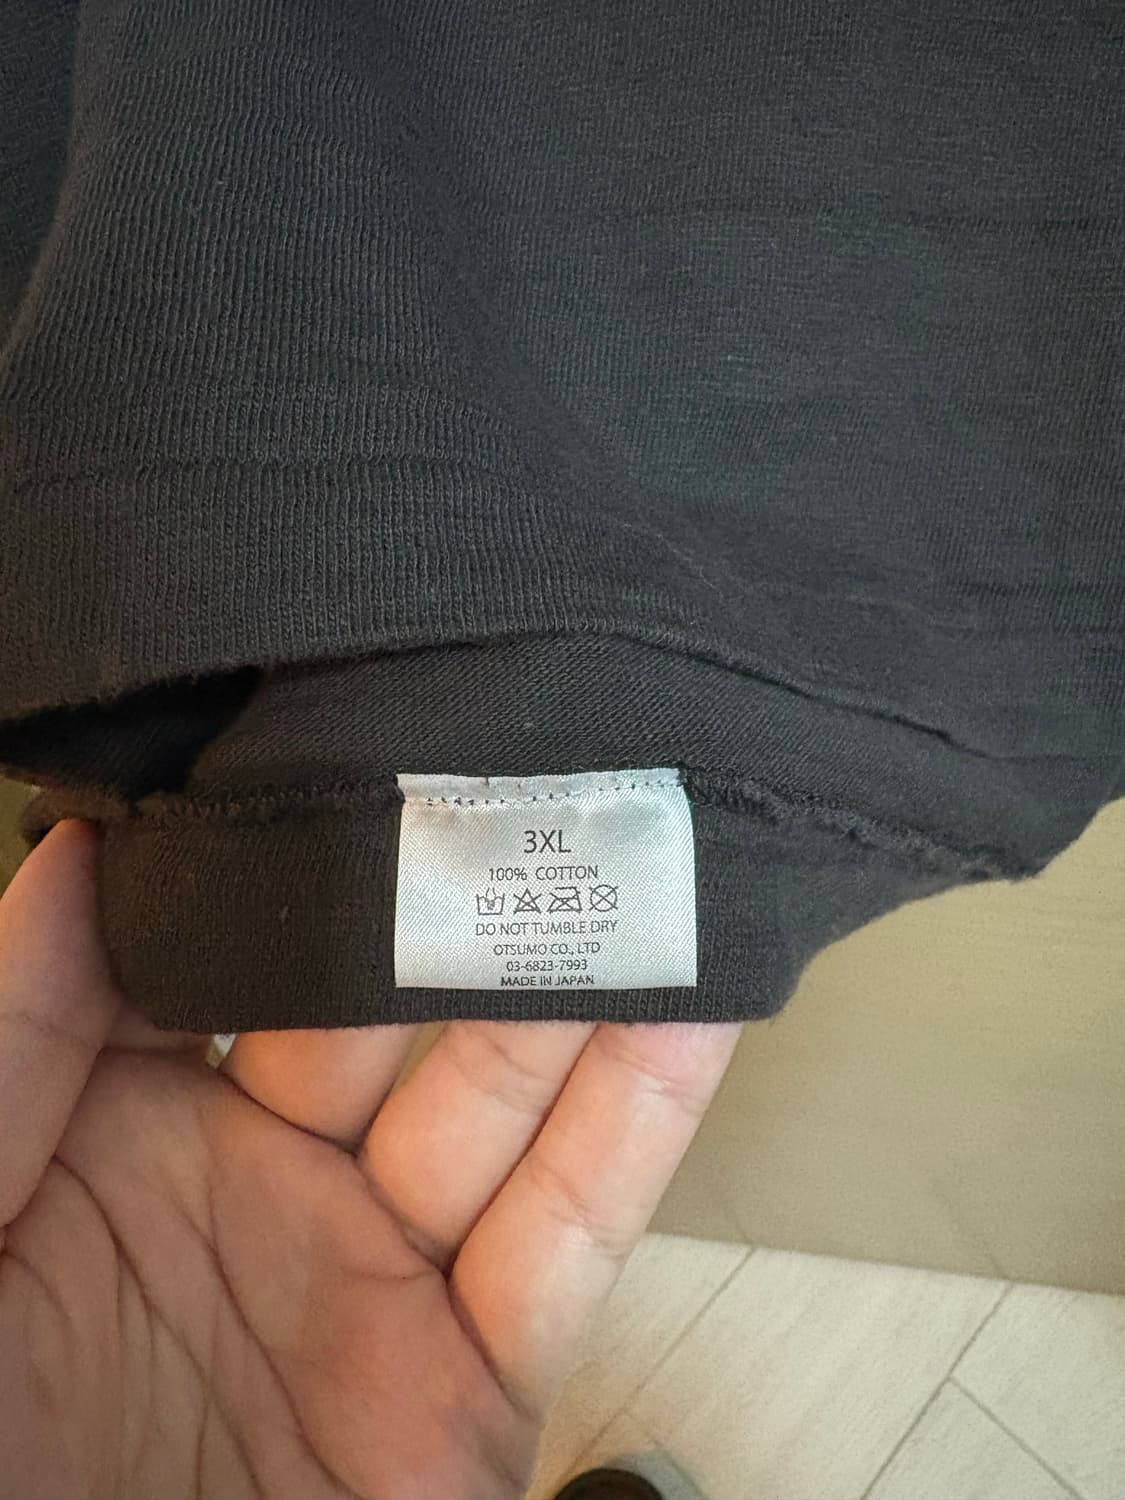 3XL
100% COTTON
DO NOT TUMBLE DRY
OTSUMO CO., LTD
03-6823-7993
MADE IN JAPAN